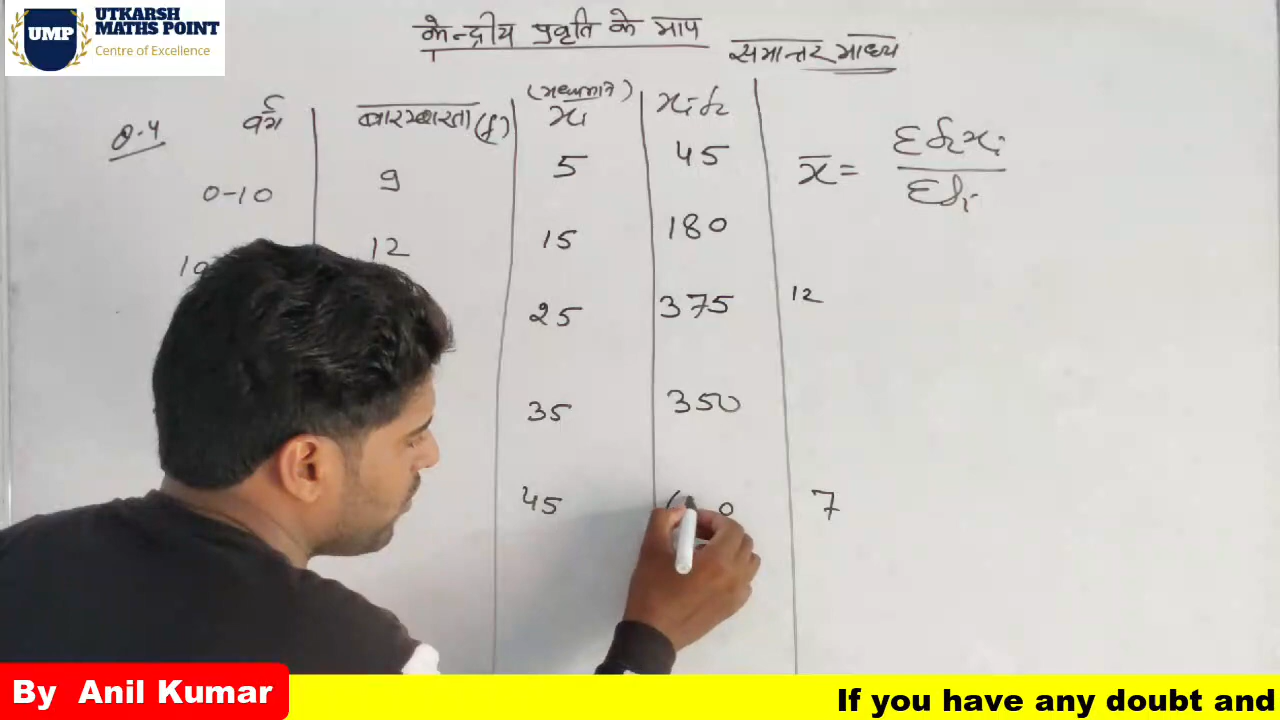 UTKARSH
MATHS POINT
UMP
Centre of Excellence
केन्द्रीय प्रवृति के माप
समान्तर माध्य
Q.4
वर्ग बारम्बारता (f) (मध्यमान) xi xifi
0-10 9 5 45
12 15 180
25 375 12
35 350
45 0 7
x̄ = Σfixi / Σfi
By Anil Kumar
If you have any doubt and